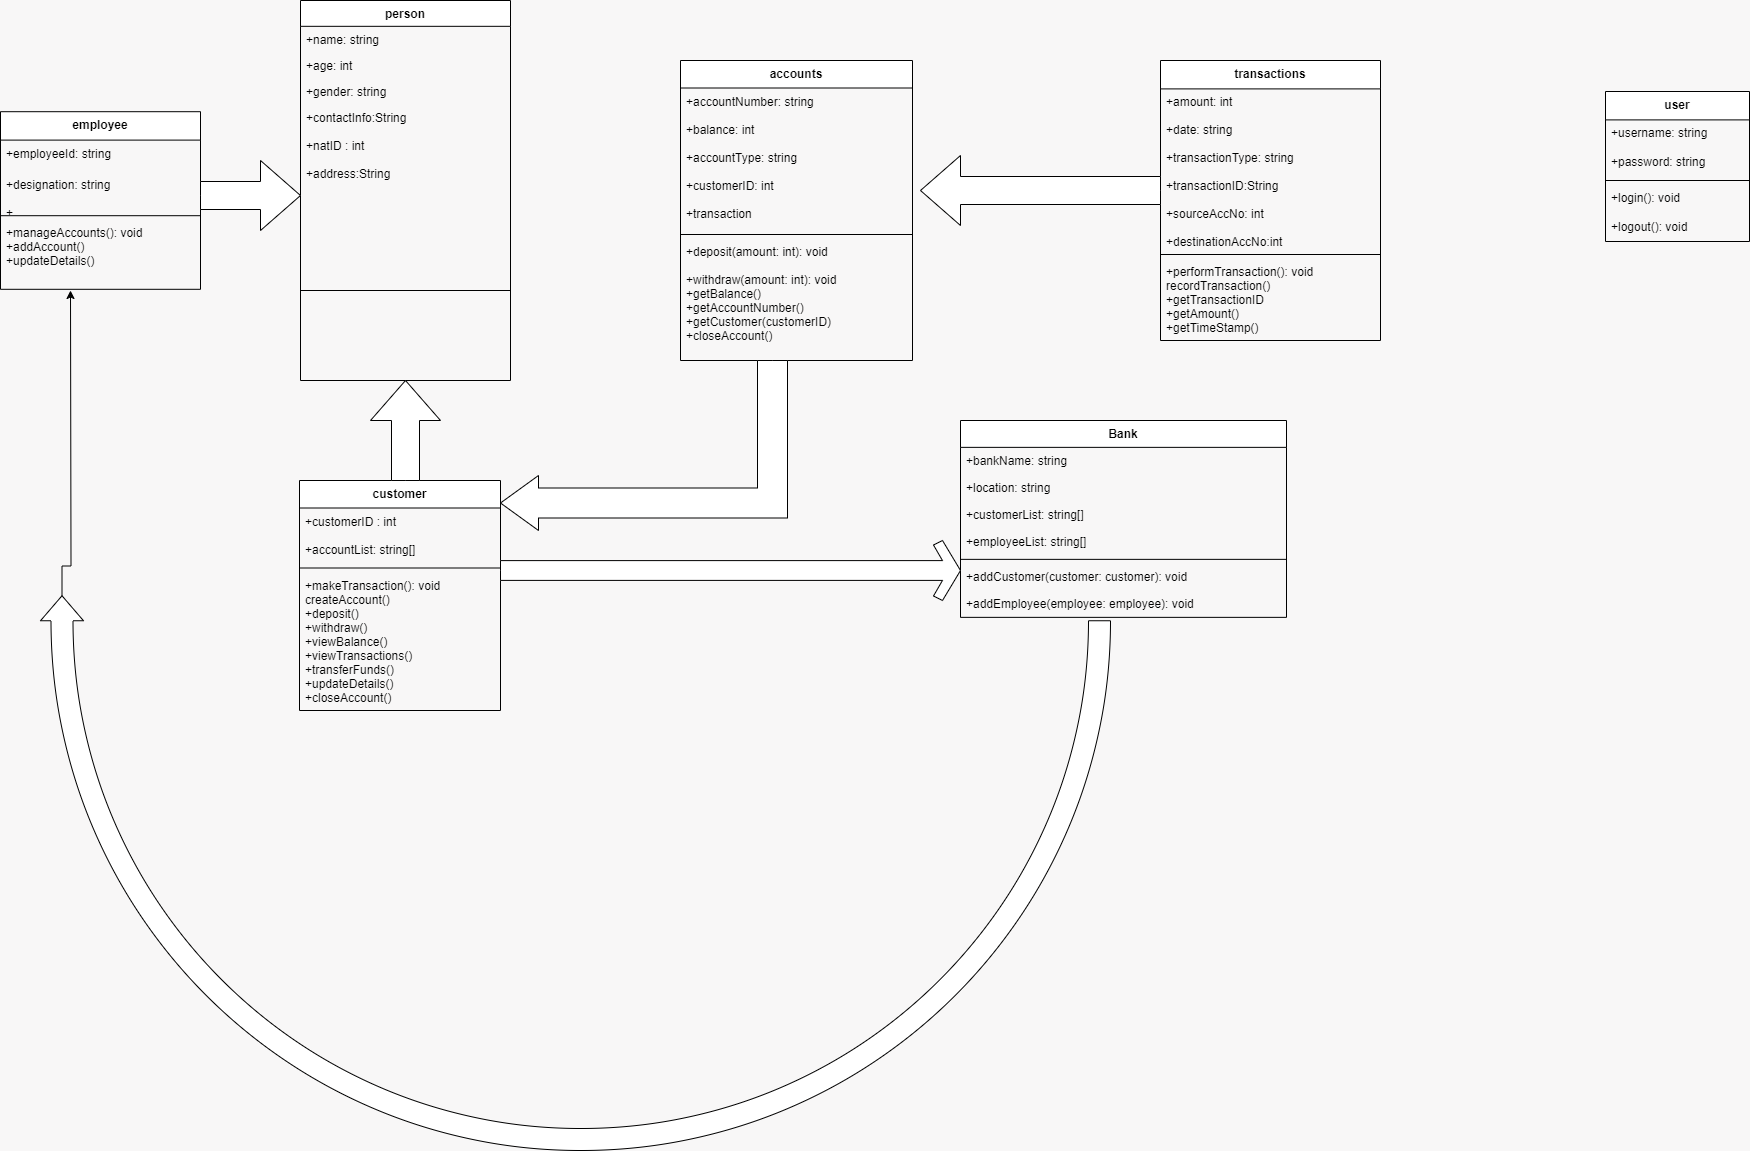 person
+name: string
+age: int
+gender: string
+contactInfo:String
+natID : int
+address:String
employee
+employeeId: string
+designation: string
+
+manageAccounts(): void
+addAccount()
+updateDetails()
accounts
+accountNumber: string
+balance: int
+accountType: string
+customerID: int
+transaction
+deposit(amount: int): void
+withdraw(amount: int): void
+getBalance()
+getAccountNumber()
+getCustomer(customerID)
+closeAccount()
transactions
+amount: int
+date: string
+transactionType: string
+transactionID:String
+sourceAccNo: int
+destinationAccNo:int
+performTransaction(): void
recordTransaction()
+getTransactionID
+getAmount()
+getTimeStamp()
user
+username: string
+password: string
+login(): void
+logout(): void
customer
+customerID : int
+accountList: string[]
+makeTransaction(): void
createAccount()
+deposit()
+withdraw()
+viewBalance()
+viewTransactions()
+transferFunds()
+updateDetails()
+closeAccount()
Bank
+bankName: string
+location: string
+customerList: string[]
+employeeList: string[]
+addCustomer(customer: customer): void
+addEmployee(employee: employee): void